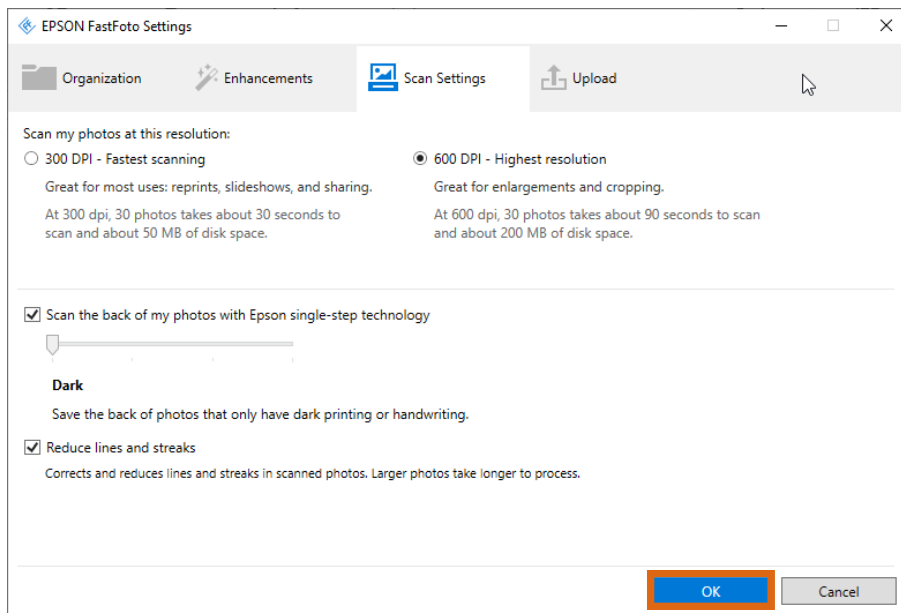 EPSON FastFoto Settings
Organization
Enhancements
Scan Settings
Upload
Scan my photos at this resolution:
300 DPI - Fastest scanning
Great for most uses: reprints, slideshows, and sharing.
At 300 dpi, 30 photos takes about 30 seconds to
scan and about 50 MB of disk space.
600 DPI - Highest resolution
Great for enlargements and cropping.
At 600 dpi, 30 photos takes about 90 seconds to scan
and about 200 MB of disk space.
Scan the back of my photos with Epson single-step technology
Dark
Save the back of photos that only have dark printing or handwriting.
Reduce lines and streaks
Corrects and reduces lines and streaks in scanned photos. Larger photos take longer to process.
OK
Cancel